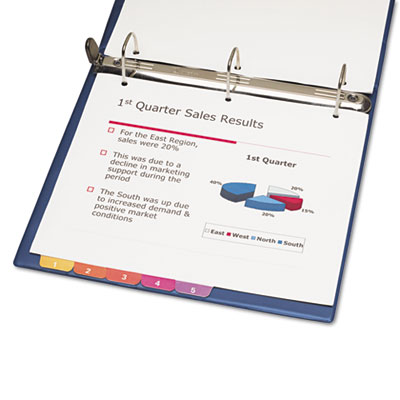 1st Quarter Sales Results
For the East Region,
sales were 20%
This was due to a
decline in marketing
support during the
period
The South was up due
to increased demand &
positive market
conditions
1st Quarter
40%
20%
15%
20%
East West North South
1 2 3 4 5